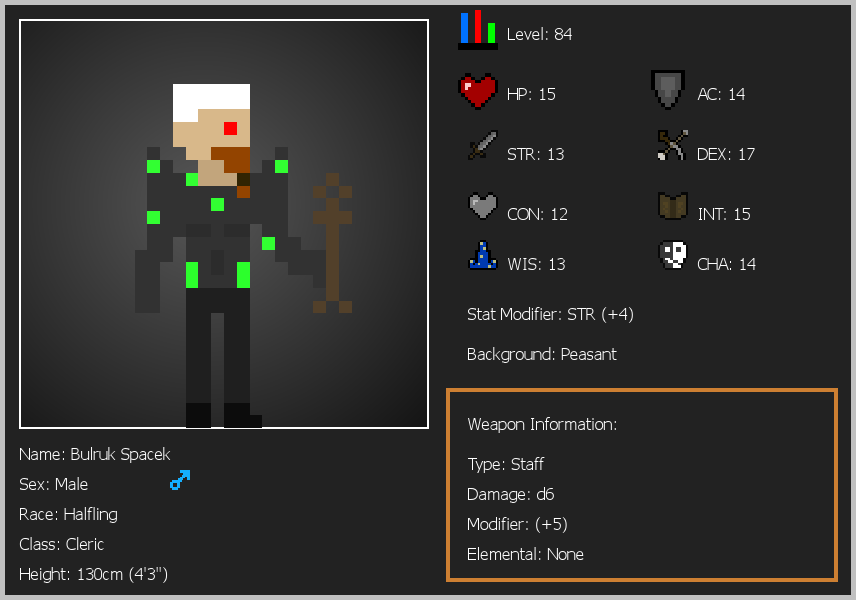 Level: 84
HP: 15
AC: 14
STR: 13
DEX: 17
CON: 12
INT: 15
WIS: 13
CHA: 14
Stat Modifier: STR (+4)
Background: Peasant
Weapon Information:
Type: Staff
Damage: d6
Modifier: (+5)
Elemental: None
Name: Bulruk Spacek
Sex: Male
Race: Halfling
Class: Cleric
Height: 130cm (4'3")